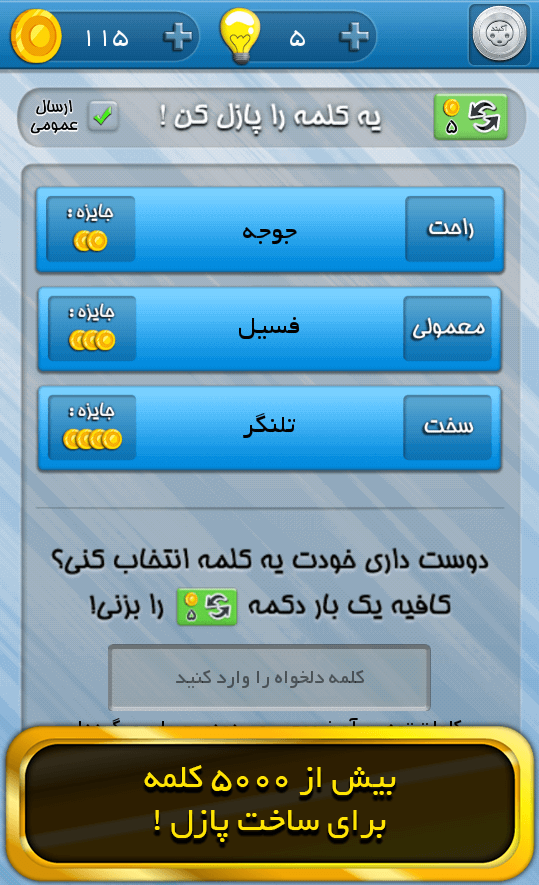 ۱۱۵
۵
آگیند
یه کلمه را پازل کن !
ارسال
عمومی
۵
راحت
جوجه
جایزه :
معمولی
فسیل
جایزه :
سخت
تلنگر
جایزه :
دوست داری خودت یه کلمه انتخاب کنی؟
کافیه یک بار دکمه ۵ را بزنی!
کلمه دلخواه را وارد کنید
بیش از ۵۰۰۰ کلمه
برای ساخت پازل !